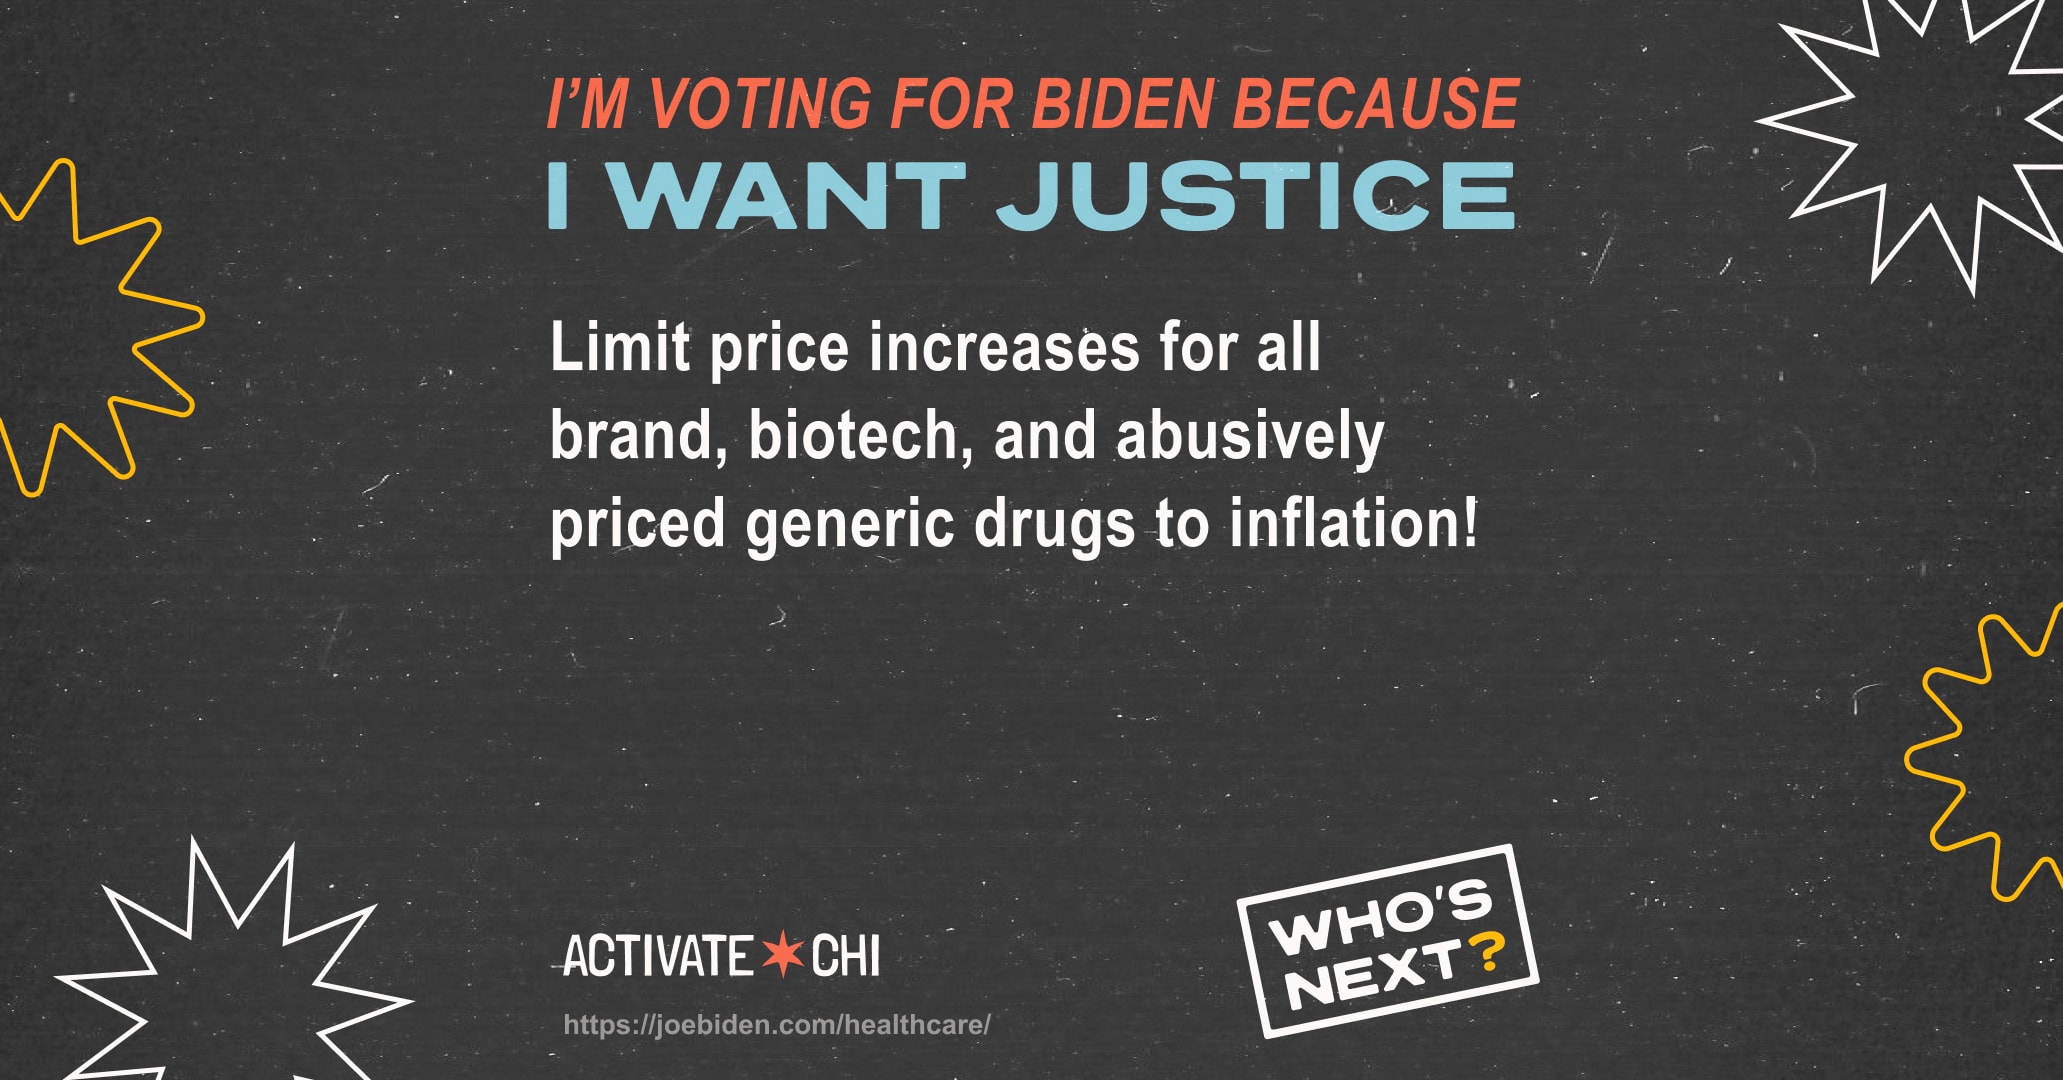 I'M VOTING FOR BIDEN BECAUSE
I WANT JUSTICE
Limit price increases for all
brand, biotech, and abusively
priced generic drugs to inflation!
ACTIVATE CHI
https://joebiden.com/healthcare/
WHO'S
NEXT?